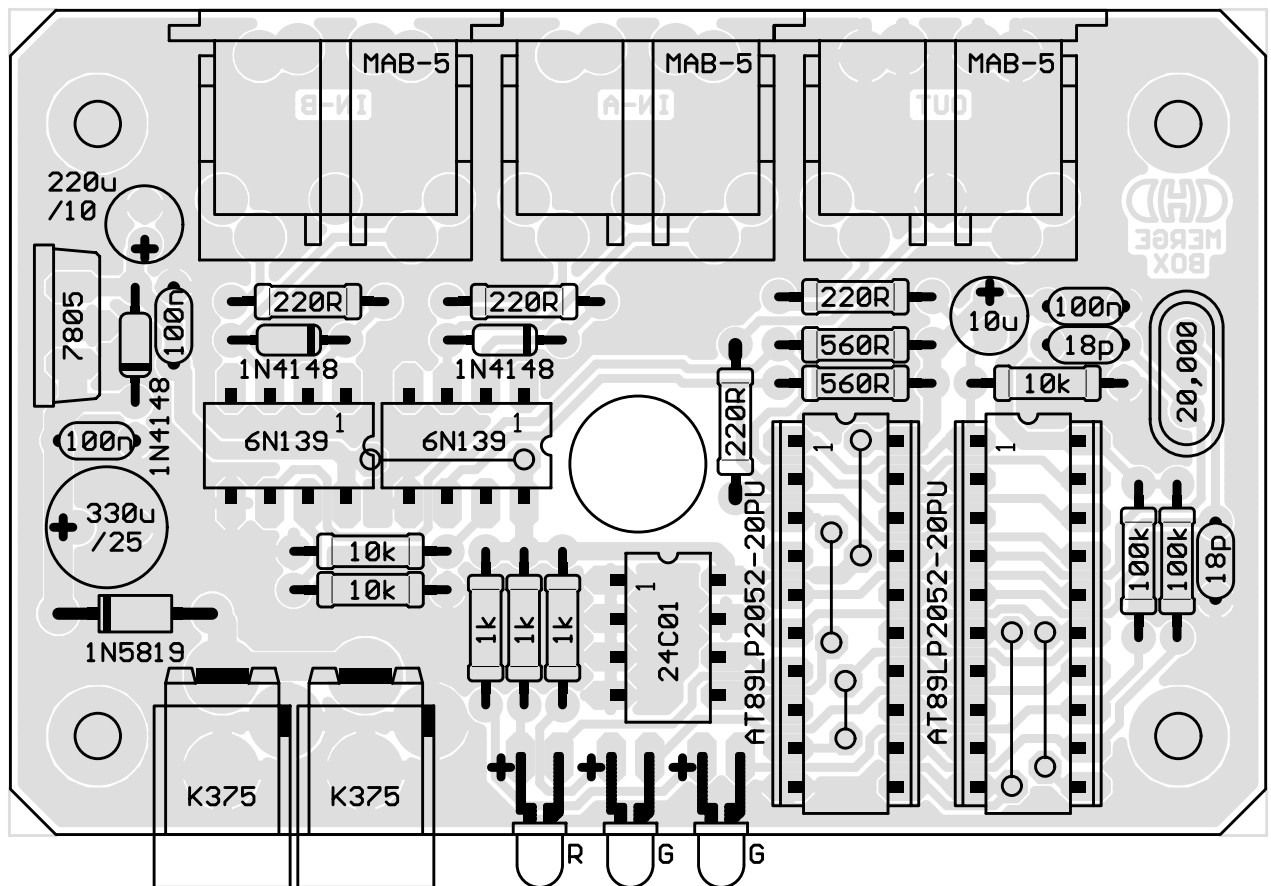 MAB-5
MAB-5
MAB-5
IN-B
IN-A
OUT
220u
/10
MERGE
BOX
7805
100n
220R
220R
220R
10u
100n
1N4148
1N4148
1N4148
560R
18p
20,000
560R
10k
220R
100n
6N139
1
6N139
1
1
1
330u
/25
AT89LP2052-20PU
AT89LP2052-20PU
10k
10k
100k
100k
18p
1N5819
1k
1k
1k
1
24C01
K375
K375
R
G
G